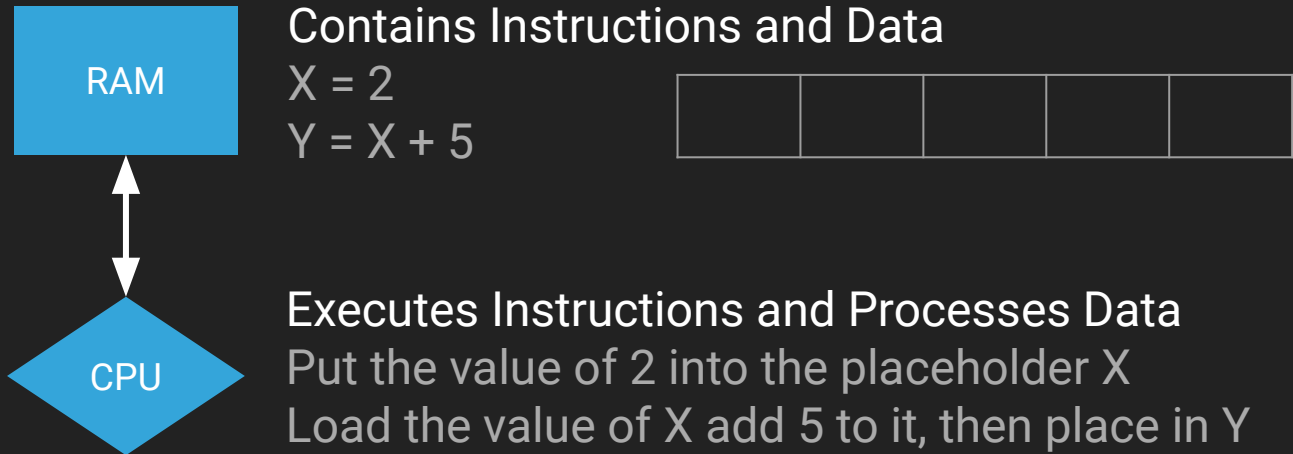 RAM
Contains Instructions and Data
X = 2
Y = X + 5
CPU
Executes Instructions and Processes Data
Put the value of 2 into the placeholder X
Load the value of X add 5 to it, then place in Y